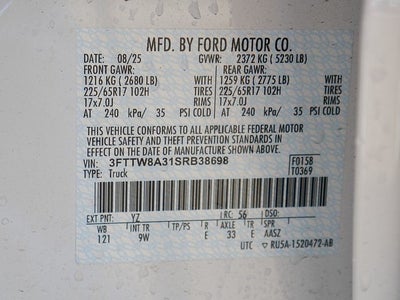 MFD. BY FORD MOTOR CO.
DATE: 08/25 GVWR: 2372 KG ( 5230 LB)
FRONT GAWR: REAR GAWR:
1216 KG ( 2680 LB) 1259 KG ( 2775 LB)
225/65R17 102H TIRES 225/65R17 102H TIRES
17x7.0J RIMS 17x7.0J RIMS
AT 240 kPa/ 35 PSI COLD AT 240 kPa/ 35 PSI COLD
THIS VEHICLE CONFORMS TO ALL APPLICABLE FEDERAL MOTOR
VEHICLE SAFETY AND THEFT PREVENTION STANDARDS IN
EFFECT ON THE DATE OF MANUFACTURE SHOWN ABOVE.
VIN: 3FTTW8A31SRB38698 F0158
TYPE: Truck T0369
EXT PNT: YZ RC: 56 DSO:
WB INT TR TP/PS R AXLE TR SPR
121 9W E 33 E AASZ
UTC RU5A-1520472-AB